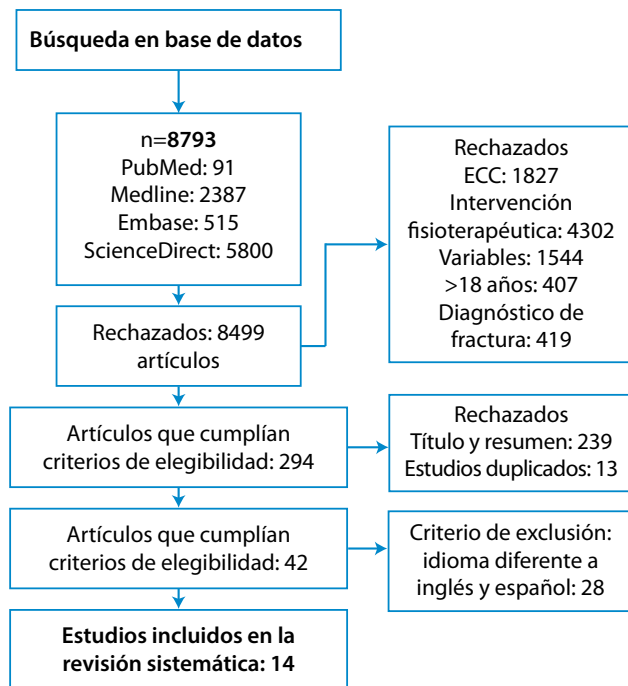 Búsqueda en base de datos
n=8793
PubMed: 91
Medline: 2387
Embase: 515
ScienceDirect: 5800
Rechazados
ECC: 1827
Intervención
fisioterapéutica: 4302
Variables: 1544
>18 años: 407
Diagnóstico de
fractura: 419
Rechazados: 8499
artículos
Artículos que cumplían
criterios de elegibilidad: 294
Rechazados
Título y resumen: 239
Estudios duplicados: 13
Artículos que cumplían
criterios de elegibilidad: 42
Criterio de exclusión:
idioma diferente a
inglés y español: 28
Estudios incluidos en la
revisión sistemática: 14